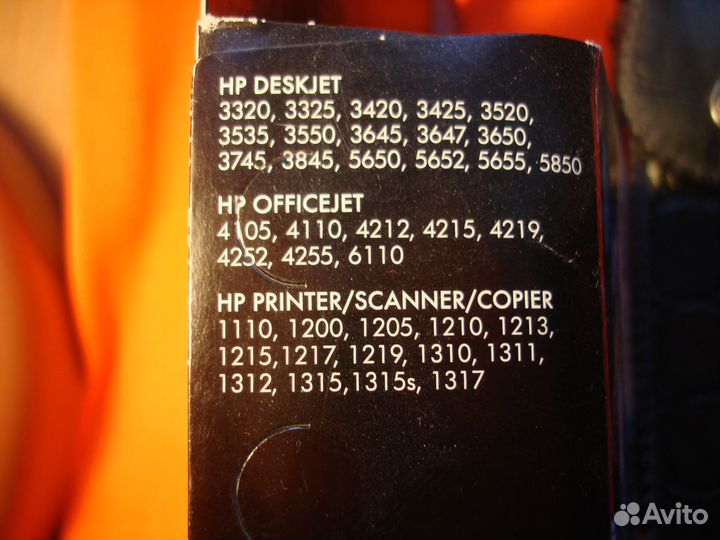 HP DESKJET
3320, 3325, 3420, 3425, 3520,
3535, 3550, 3645, 3647, 3650,
3745, 3845, 5650, 5652, 5655, 5850
HP OFFICEJET
4105, 4110, 4212, 4215, 4219,
4252, 4255, 6110
HP PRINTER/SCANNER/COPIER
1110, 1200, 1205, 1210, 1213,
1215,1217, 1219, 1310, 1311,
1312, 1315,1315s, 1317
Avito